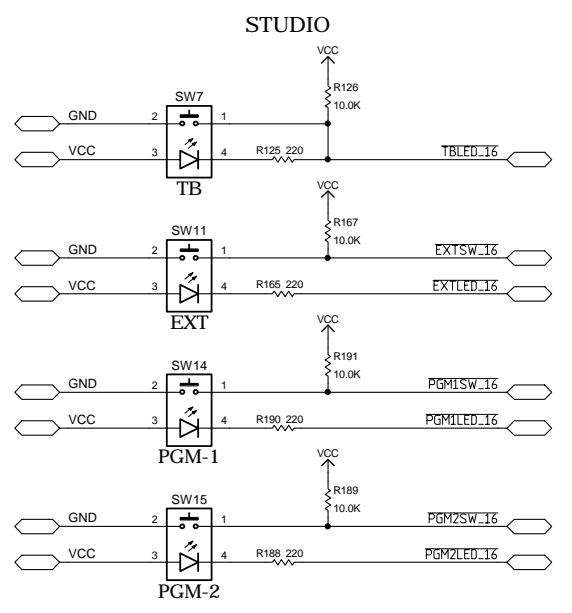 STUDIO
VCC
R126
10.0K
SW7
GND 2 1
VCC 3 4 R125 220 TBLED_16
TB
VCC
R167
10.0K
SW11
GND 2 1 EXTSW_16
VCC 3 4 R165 220 EXTLED_16
EXT
VCC
R191
10.0K
SW14
GND 2 1 PGM1SW_16
VCC 3 4 R190 220 PGM1LED_16
PGM-1
VCC
R189
10.0K
SW15
GND 2 1 PGM2SW_16
VCC 3 4 R188 220 PGM2LED_16
PGM-2